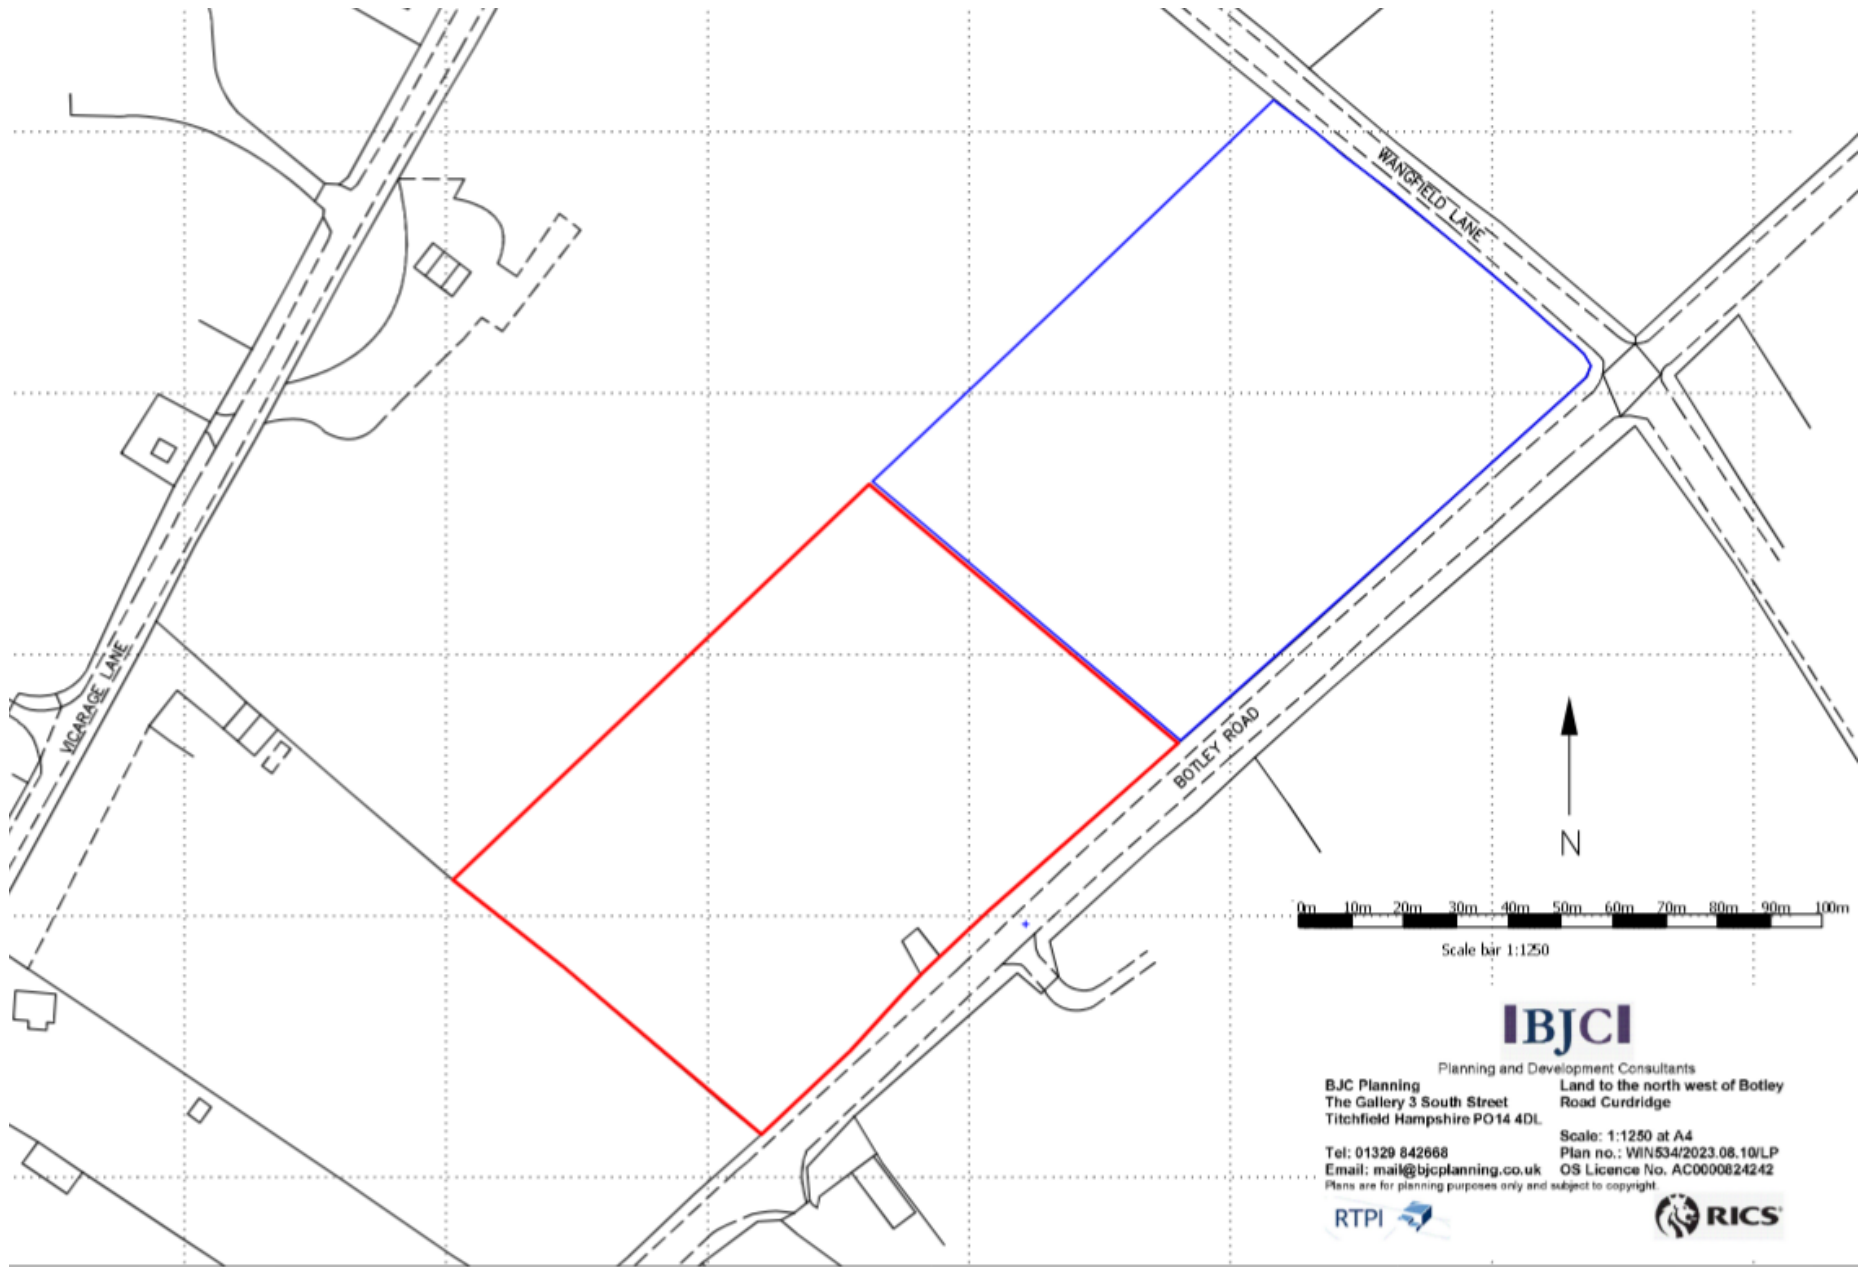 WANGFIELD LANE
VICARAGE LANE
BOTLEY ROAD
N
0m 10m 20m 30m 40m 50m 60m 70m 80m 90m 100m
Scale bar 1:1250
BJC
Planning and Development Consultants
BJC Planning
The Gallery 3 South Street
Titchfield Hampshire PO14 4DL
Tel: 01329 842668
Email: mail@bjcplanning.co.uk
Land to the north west of Botley
Road Curdridge
Scale: 1:1250 at A4
Plan no.: WIN534/2023.08.10/LP
OS Licence No. AC0000824242
Plans are for planning purposes only and subject to copyright.
RTPI
RICS